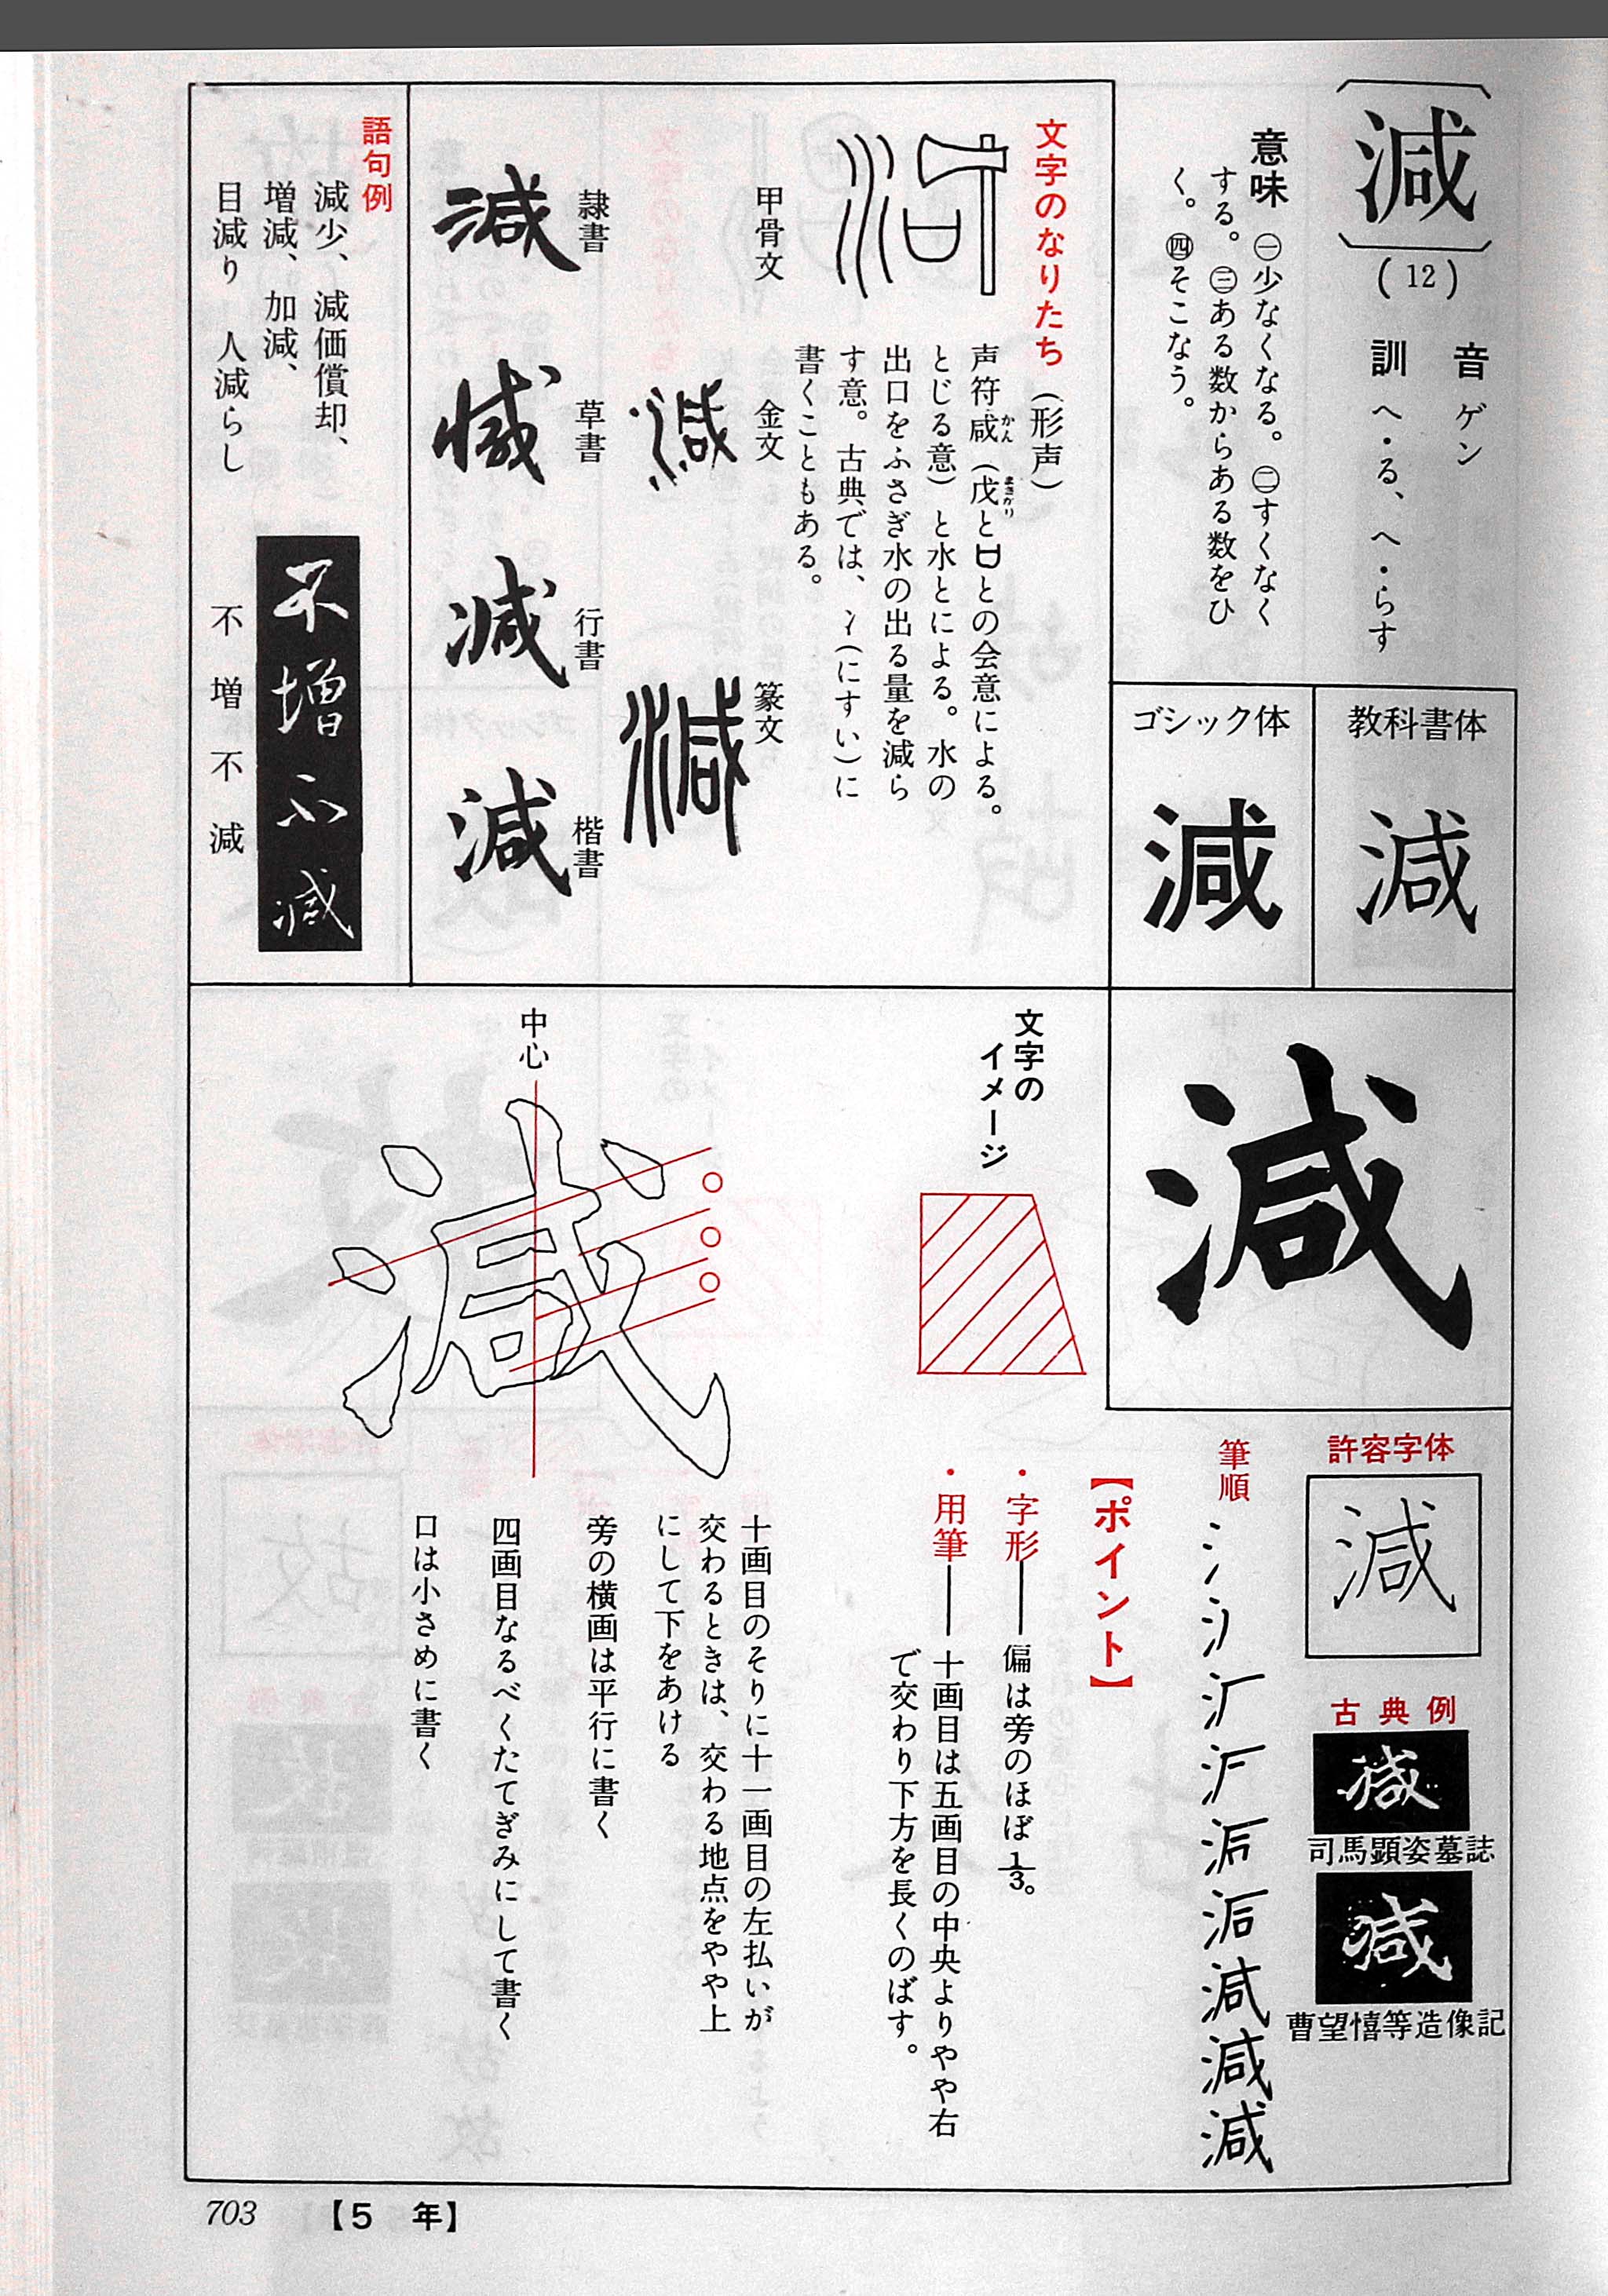 〔減〕(12)
音 ゲン
訓 へ・る、へ・らす
意味 ㊀少なくなる。㊁すくなく
する。㊂ある数からある数をひ
く。㊃そこなう。
教科書体
減
ゴシック体
減
文字のなりたち(形声)
声符咸(戊と口との会意による。
かん
まさかり
とじる意)と水とによる。水の
出口をふさぎ水の出る量を減ら
す意。古典では、冫(にすい)に
書くこともある。
甲骨文
金文
篆文
隷書
減
草書
減
行書
減
楷書
減
語句例
減少、減価償却、
増減、加減、
目減り 人減らし
不増不減
不増不減
減
許容字体
減
古典例
減
司馬顕姿墓誌
減
曹望憘等造像記
筆順
文字の
イメージ
【ポイント】
・字形――偏は旁のほぼ1/3。
・用筆――十画目は五画目の中央よりやや右
で交わり下方を長くのばす。
中心
十画目のそりに十一画目の左払いが
交わるときは、交わる地点をやや上
にして下をあける
旁の横画は平行に書く
四画目なるべくたてぎみにして書く
口は小さめに書く
703 【5 年】